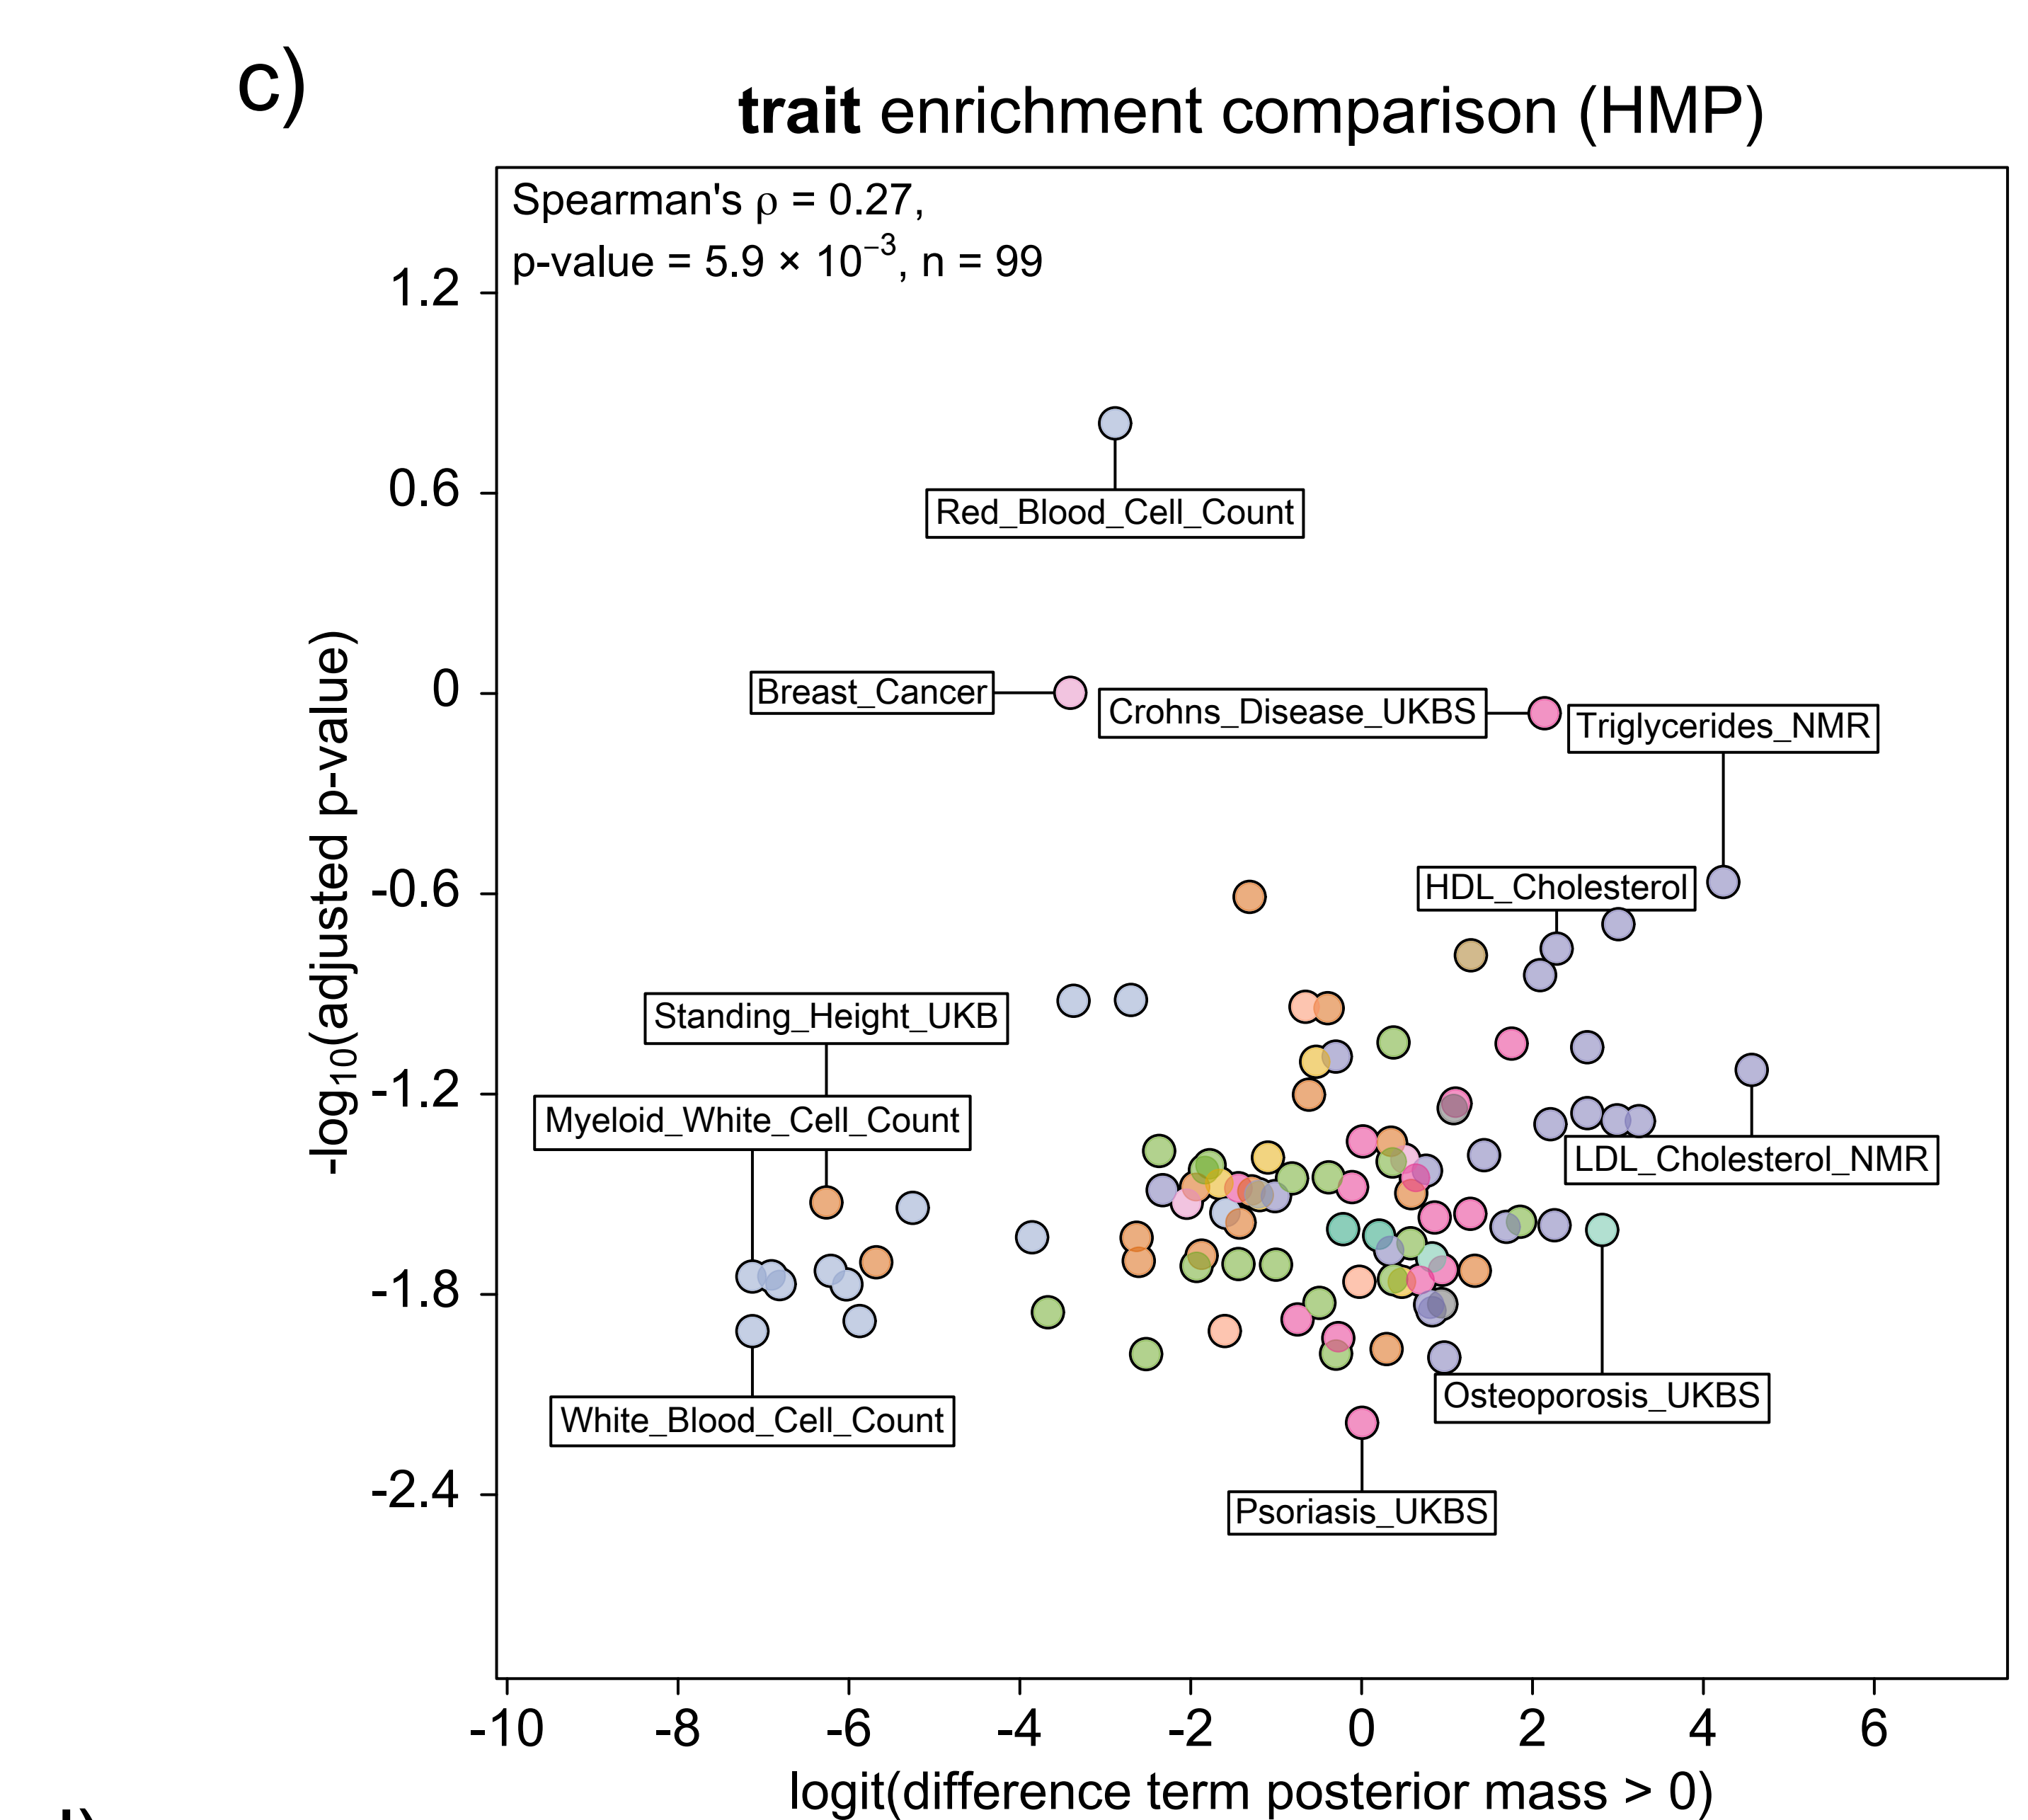 c)
trait enrichment comparison (HMP)
Spearman's ρ = 0.27,
p-value = 5.9 × 10⁻³, n = 99
1.2
0.6
0
-0.6
-1.2
-1.8
-2.4
-log₁₀(adjusted p-value)
Red_Blood_Cell_Count
Breast_Cancer
Crohns_Disease_UKBS
Triglycerides_NMR
HDL_Cholesterol
Standing_Height_UKB
Myeloid_White_Cell_Count
LDL_Cholesterol_NMR
Osteoporosis_UKBS
White_Blood_Cell_Count
Psoriasis_UKBS
-10 -8 -6 -4 -2 0 2 4 6
logit(difference term posterior mass > 0)